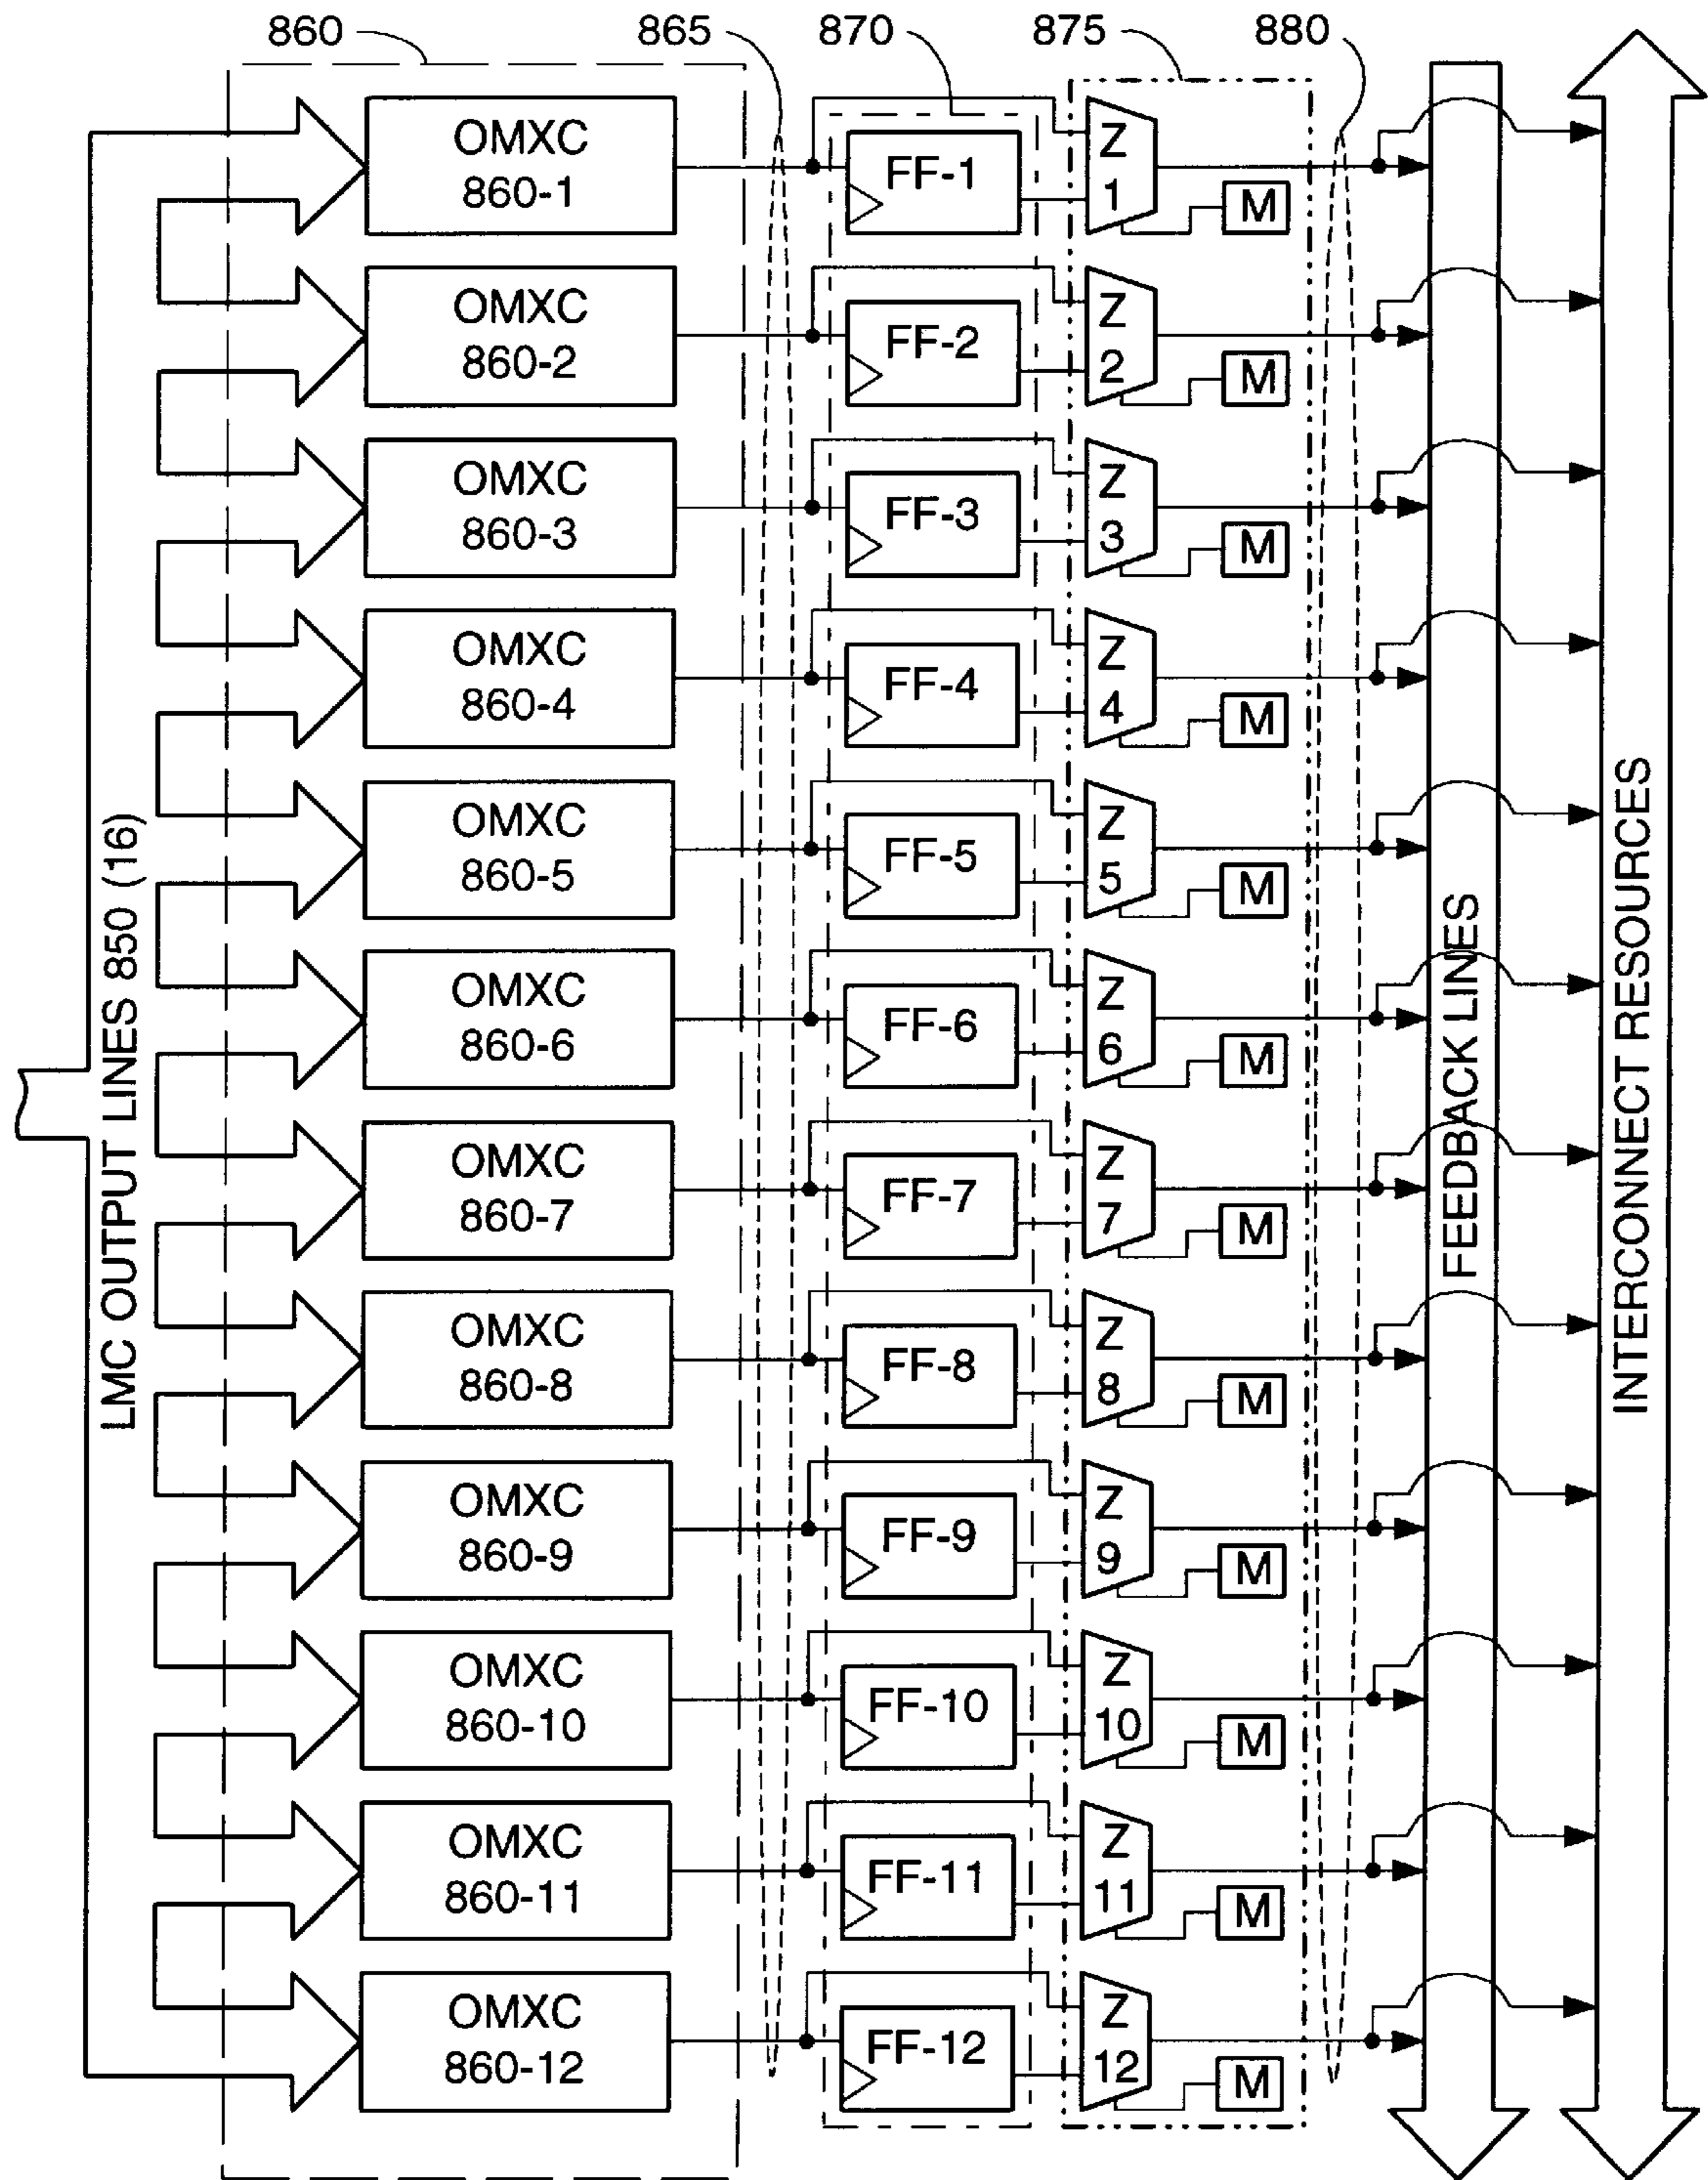 860 865 870 875 880
OMXC
860-1
FF-1
Z
1
M
OMXC
860-2
FF-2
Z
2
M
OMXC
860-3
FF-3
Z
3
M
OMXC
860-4
FF-4
Z
4
M
OMXC
860-5
FF-5
Z
5
M
OMXC
860-6
FF-6
Z
6
M
OMXC
860-7
FF-7
Z
7
M
OMXC
860-8
FF-8
Z
8
M
OMXC
860-9
FF-9
Z
9
M
OMXC
860-10
FF-10
Z
10
M
OMXC
860-11
FF-11
Z
11
M
OMXC
860-12
FF-12
Z
12
M
LMC OUTPUT LINES 850 (16)
FEEDBACK LINES
INTERCONNECT RESOURCES